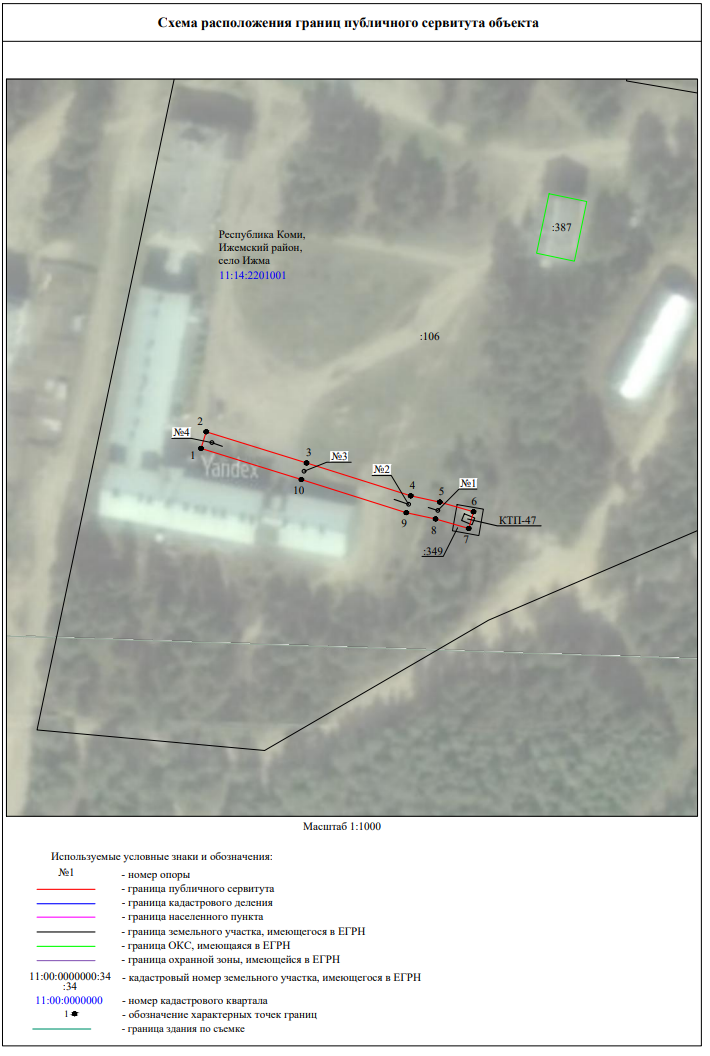 Схема расположения границ публичного сервитута объекта
:387
Республика Коми,
Ижемский район,
село Ижма
11:14:2201001
:106
2
№4
1
3
№3
Yandex
10
№2
4
5
№1
6
9
8
7
КТП-47
:349
Масштаб 1:1000
Используемые условные знаки и обозначения:
№1 - номер опоры
- граница публичного сервитута
- граница кадастрового деления
- граница населенного пункта
- граница земельного участка, имеющегося в ЕГРН
- граница ОКС, имеющаяся в ЕГРН
- граница охранной зоны, имеющейся в ЕГРН
11:00:0000000:34 - кадастровый номер земельного участка, имеющегося в ЕГРН
:34
11:00:0000000 - номер кадастрового квартала
1 - обозначение характерных точек границ
- граница здания по съемке